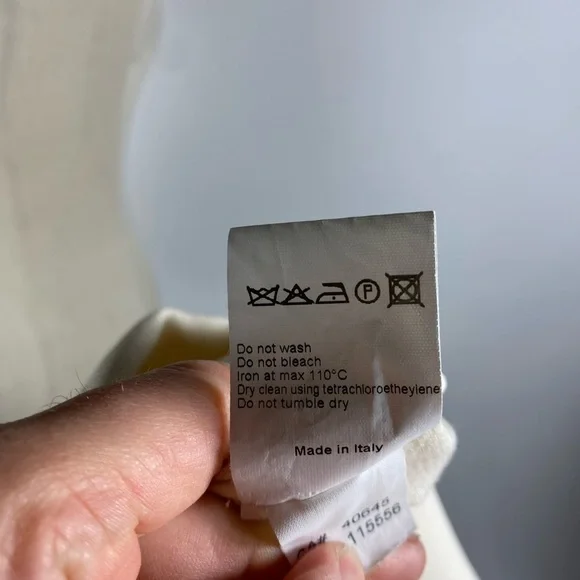 P
Do not wash
Do not bleach
Iron at max 110°C
Dry clean using tetrachloroetheylene
Do not tumble dry
Made in Italy
40645
115556